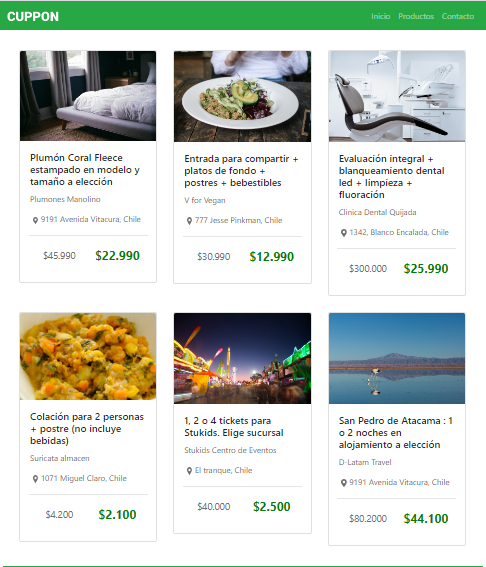 CUPPON
Inicio Productos Contacto
Plumón Coral Fleece
estampado en modelo y
tamaño a elección
Plumones Manolino
9191 Avenida Vitacura, Chile
$45.990 $22.990
Entrada para compartir +
platos de fondo +
postres + bebestibles
V for Vegan
777 Jesse Pinkman, Chile
$30.990 $12.990
Evaluación integral +
blanqueamiento dental
led + limpieza +
fluoración
Clinica Dental Quijada
1342, Blanco Encalada, Chile
$300.000 $25.990
Colación para 2 personas
+ postre (no incluye
bebidas)
Suricata almacen
1071 Miguel Claro, Chile
$4.200 $2.100
1, 2 o 4 tickets para
Stukids. Elige sucursal
Stukids Centro de Eventos
El tranque, Chile
$40.000 $2.500
San Pedro de Atacama : 1
o 2 noches en
alojamiento a elección
D-Latam Travel
9191 Avenida Vitacura, Chile
$80.2000 $44.100